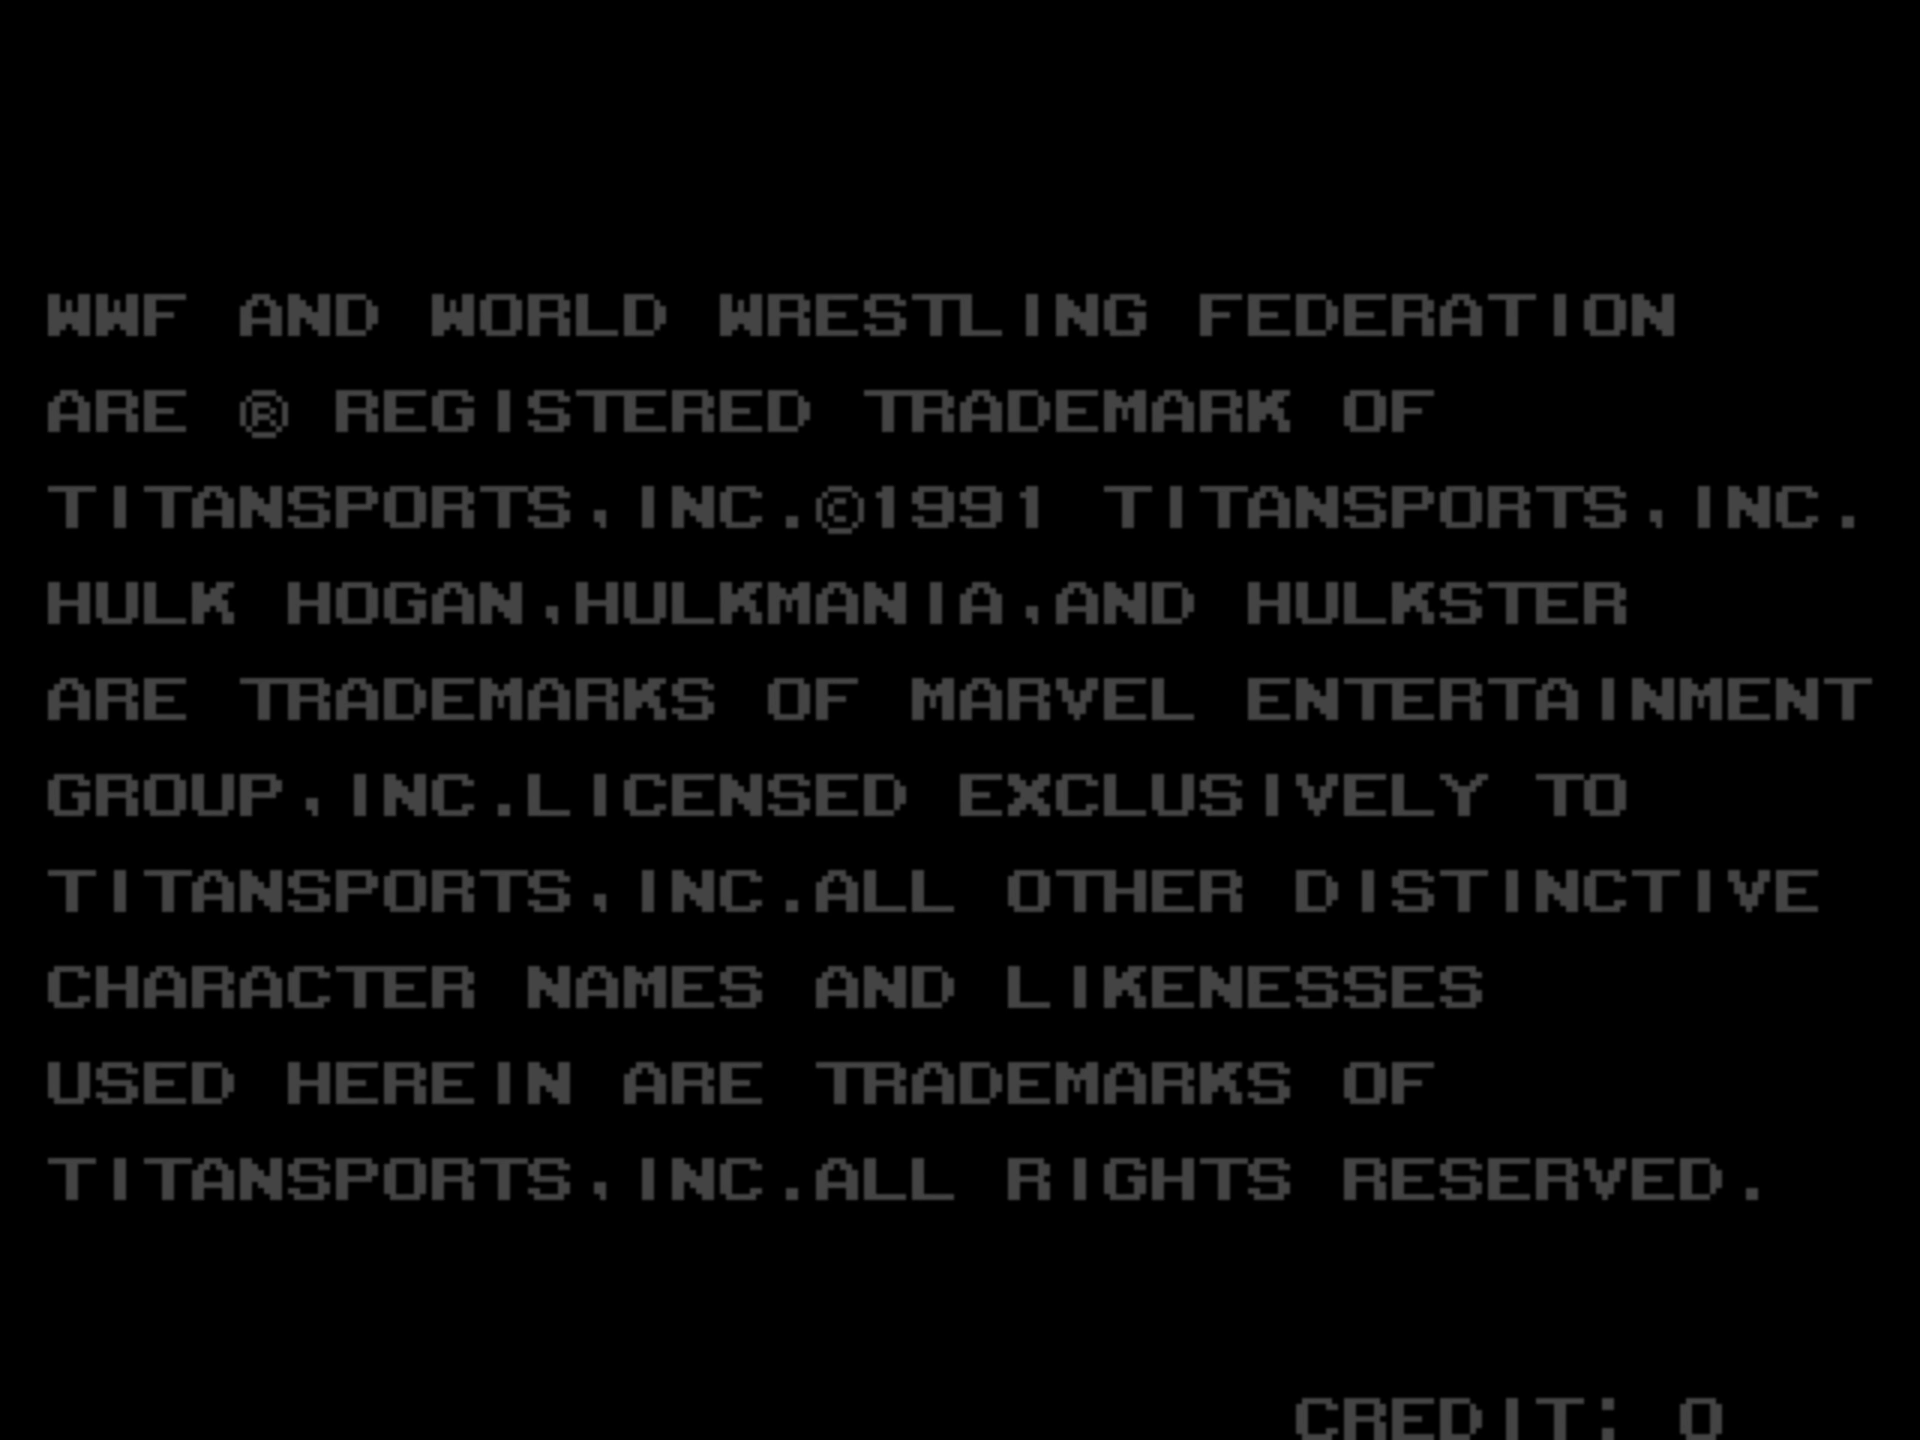 WWF AND WORLD WRESTLING FEDERATION
ARE ® REGISTERED TRADEMARK OF
TITANSPORTS,INC.©1991 TITANSPORTS,INC.
HULK HOGAN,HULKMANIA,AND HULKSTER
ARE TRADEMARKS OF MARVEL ENTERTAINMENT
GROUP,INC.LICENSED EXCLUSIVELY TO
TITANSPORTS,INC.ALL OTHER DISTINCTIVE
CHARACTER NAMES AND LIKENESSES
USED HEREIN ARE TRADEMARKS OF
TITANSPORTS,INC.ALL RIGHTS RESERVED.
CREDIT: 0